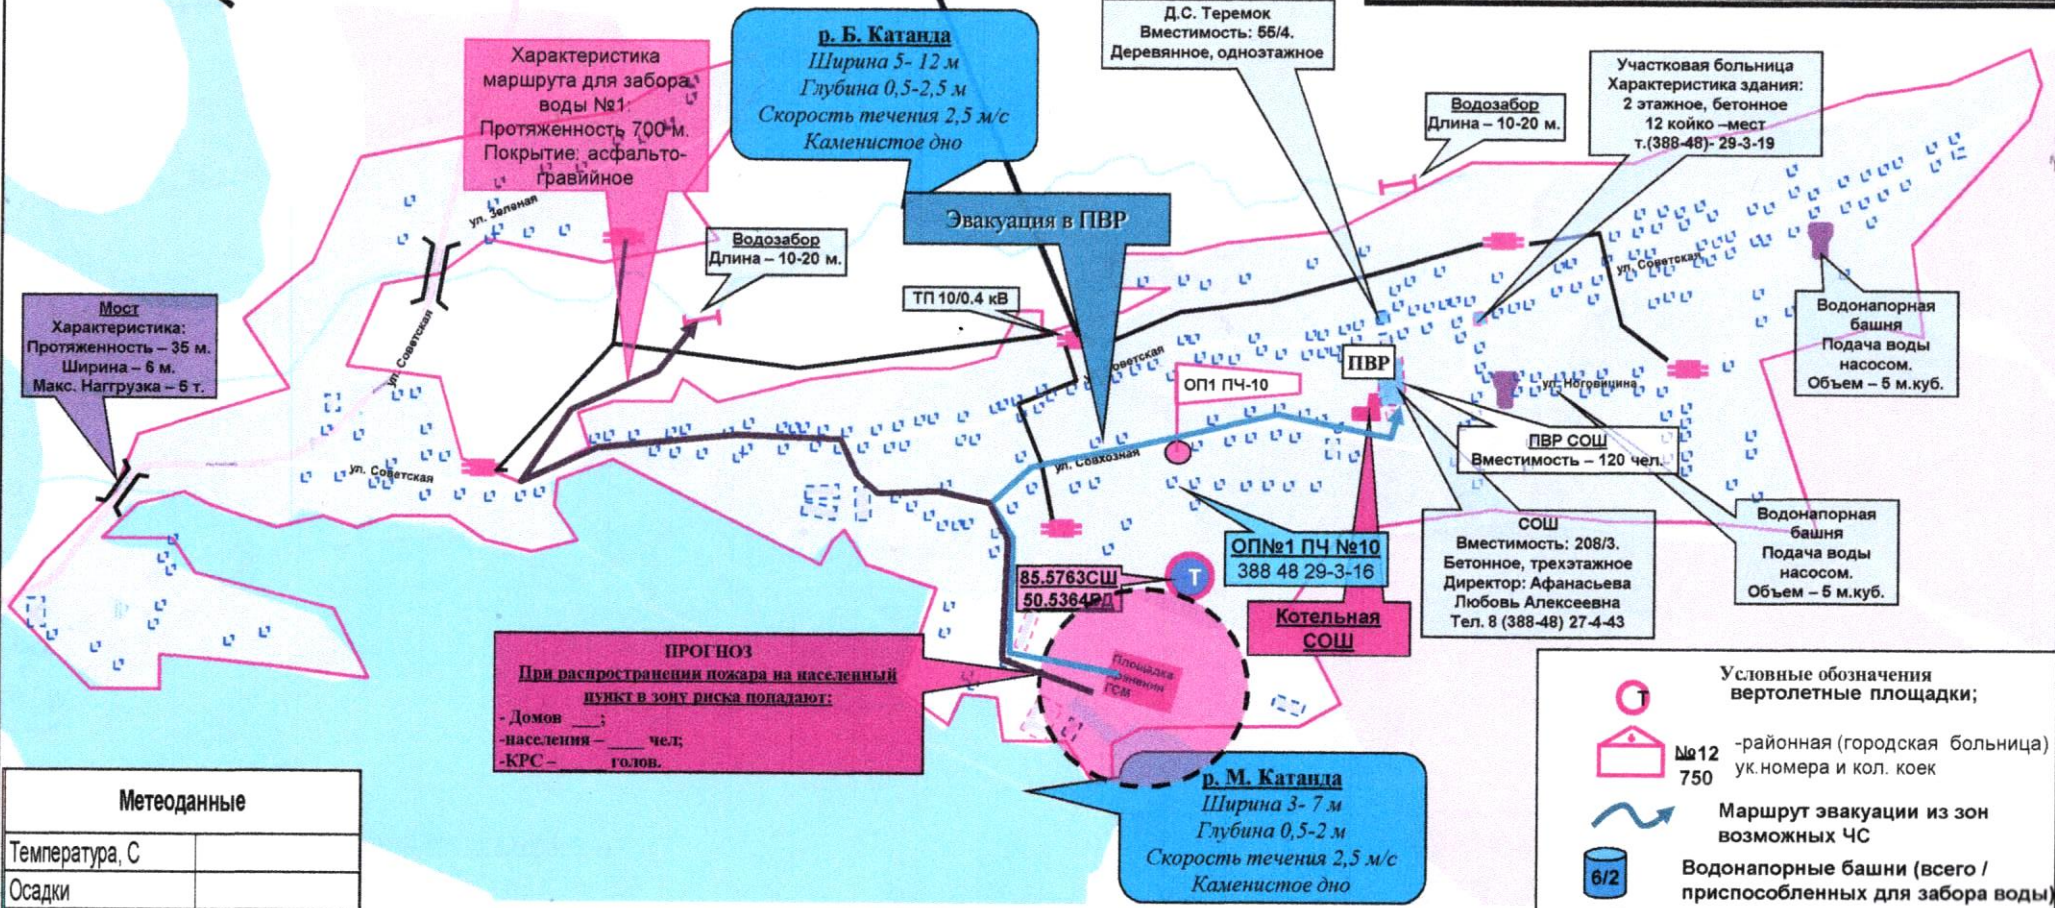 Д.С. Теремок
Вместимость: 55/4.
Деревянное, одноэтажное
р. Б. Катанда
Ширина 5- 12 м
Глубина 0,5-2,5 м
Скорость течения 2,5 м/с
Каменистое дно
Характеристика
маршрута для забора
воды №1:
Протяженность 700 м.
Покрытие: асфальто-
гравийное
Участковая больница
Характеристика здания:
2 этажное, бетонное
12 койко –мест
т.(388-48)- 29-3-19
Водозабор
Длина – 10-20 м.
ул. Зеленая
Эвакуация в ПВР
Водозабор
Длина – 10-20 м.
ул. Советская
ТП 10/0.4 кВ
Мост
Характеристика:
Протяженность – 35 м.
Ширина – 6 м.
Макс. Наггрузка – 5 т.
ул. Советская
Водонапорная
башня
Подача воды
насосом.
Объем – 5 м.куб.
ПВР
ОП1 ПЧ-10
ул. Ноговицина
ул. Советская
ул. Совхозная
ПВР СОШ
Вместимость – 120 чел.
Водонапорная
башня
Подача воды
насосом.
Объем – 5 м.куб.
СОШ
Вместимость: 208/3.
Бетонное, трехэтажное
Директор: Афанасьева
Любовь Алексеевна
Тел. 8 (388-48) 27-4-43
ОП№1 ПЧ №10
388 48 29-3-16
Т
85.5763СШ
50.5364ВД
Котельная
СОШ
Площадка
хранения
ГСМ
ПРОГНОЗ
При распространении пожара на населенный
пункт в зону риска попадают:
- Домов ___;
-населения – ____ чел;
-КРС – _____ голов.
р. М. Катанда
Ширина 3- 7 м
Глубина 0,5-2 м
Скорость течения 2,5 м/с
Каменистое дно
Метеоданные
Температура, С
Осадки
Условные обозначения
Т вертолетные площадки;
№12 -районная (городская больница)
750 ук.номера и кол. коек
Маршрут эвакуации из зон
возможных ЧС
6/2 Водонапорные башни (всего /
приспособленных для забора воды)